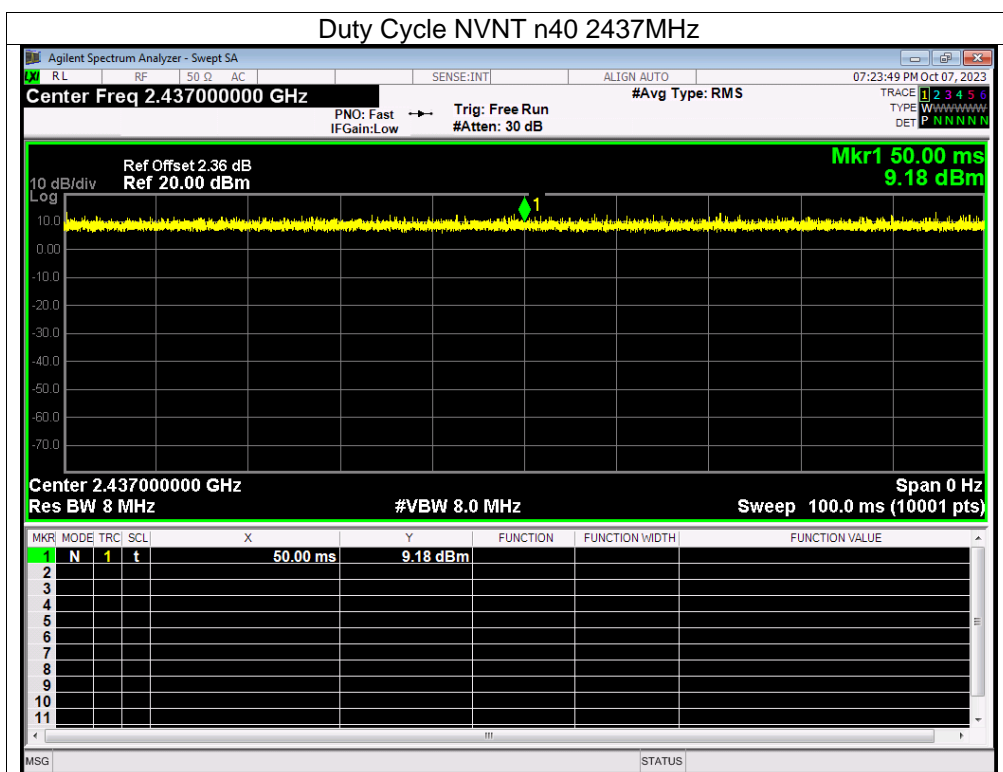 Duty Cycle NVNT n40 2437MHz
Agilent Spectrum Analyzer - Swept SA
LXI RL RF 50 Ω AC SENSE:INT ALIGN AUTO 07:23:49 PM Oct 07, 2023
Center Freq 2.437000000 GHz #Avg Type: RMS TRACE 1 2 3 4 5 6
PNO: Fast Trig: Free Run TYPE WWWWWW
IFGain:Low #Atten: 30 dB DET P N N N N N
Mkr1 50.00 ms
Ref Offset 2.36 dB
10 dB/div Ref 20.00 dBm 9.18 dBm
Log
1
10.0
0.00
-10.0
-20.0
-30.0
-40.0
-50.0
-60.0
-70.0
Center 2.437000000 GHz Span 0 Hz
Res BW 8 MHz #VBW 8.0 MHz Sweep 100.0 ms (10001 pts)
MKR MODE TRC SCL X Y FUNCTION FUNCTION WIDTH FUNCTION VALUE
1 N 1 t 50.00 ms 9.18 dBm
2
3
4
5
6
7
8
9
10
11
MSG STATUS